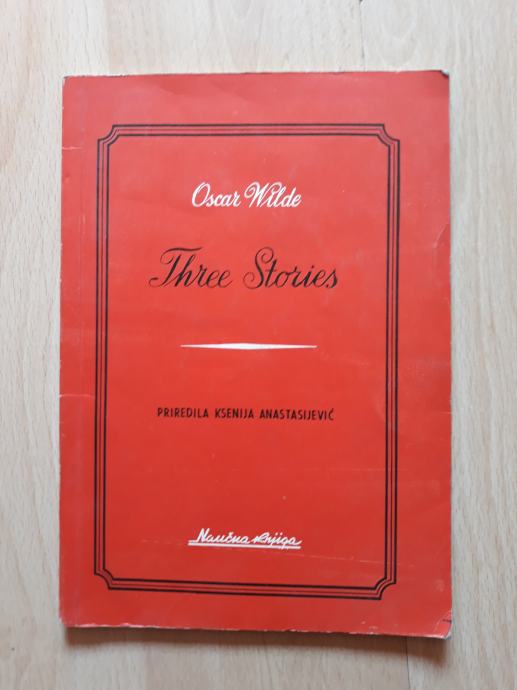 Oscar Wilde
Three Stories
PRIREDILA KSENIJA ANASTASIJEVIĆ
Naučna knjiga